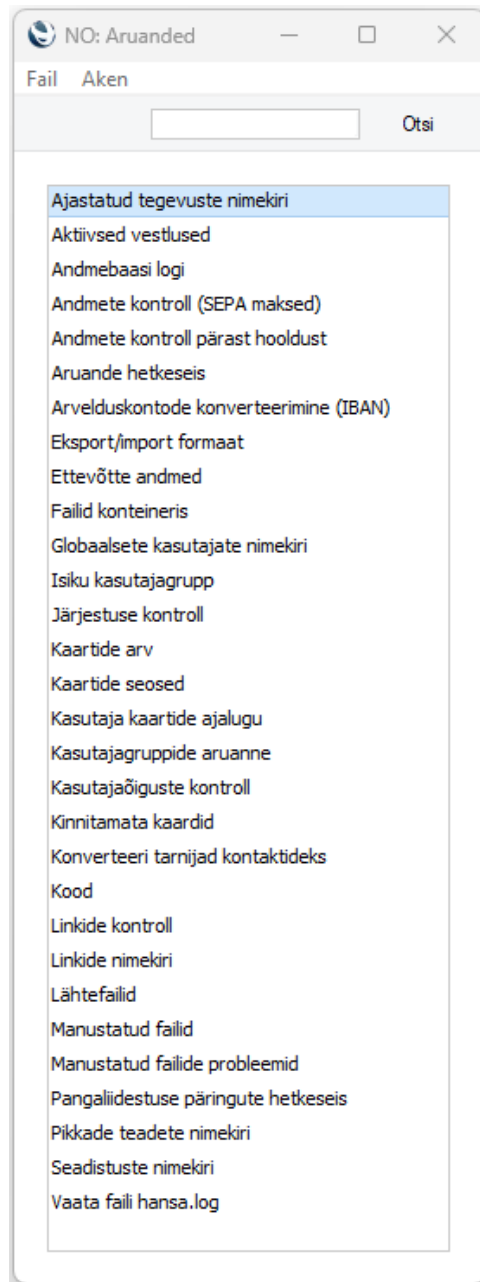 NO: Aruanded
Fail Aken
Otsi
Ajastatud tegevuste nimekiri
Aktiivsed vestlused
Andmebaasi logi
Andmete kontroll (SEPA maksed)
Andmete kontroll pärast hooldust
Aruande hetkeseis
Arvelduskontode konverteerimine (IBAN)
Eksport/import formaat
Ettevõtte andmed
Failid konteineris
Globaalsete kasutajate nimekiri
Isiku kasutajagrupp
Järjestuse kontroll
Kaartide arv
Kaartide seosed
Kasutaja kaartide ajalugu
Kasutajagruppide aruanne
Kasutajaõiguste kontroll
Kinnitamata kaardid
Konverteeri tarnijad kontaktideks
Kood
Linkide kontroll
Linkide nimekiri
Lähtefailid
Manustatud failid
Manustatud failide probleemid
Pangaliidestuse päringute hetkeseis
Pikkade teadete nimekiri
Seadistuste nimekiri
Vaata faili hansa.log